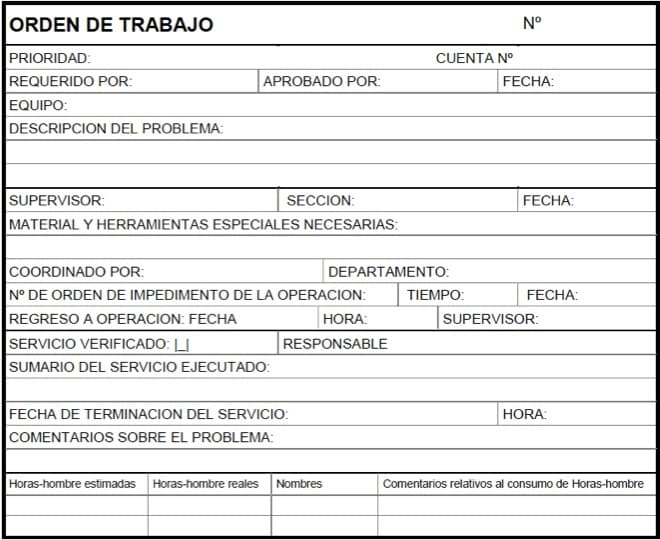 ORDEN DE TRABAJO Nº
PRIORIDAD: CUENTA Nº
REQUERIDO POR: APROBADO POR: FECHA:
EQUIPO:
DESCRIPCION DEL PROBLEMA:
SUPERVISOR: SECCION: FECHA:
MATERIAL Y HERRAMIENTAS ESPECIALES NECESARIAS:
COORDINADO POR: DEPARTAMENTO:
Nº DE ORDEN DE IMPEDIMENTO DE LA OPERACION: TIEMPO: FECHA:
REGRESO A OPERACION: FECHA HORA: SUPERVISOR:
SERVICIO VERIFICADO: |_| RESPONSABLE
SUMARIO DEL SERVICIO EJECUTADO:
FECHA DE TERMINACION DEL SERVICIO: HORA:
COMENTARIOS SOBRE EL PROBLEMA:
Horas-hombre estimadas Horas-hombre reales Nombres Comentarios relativos al consumo de Horas-hombre